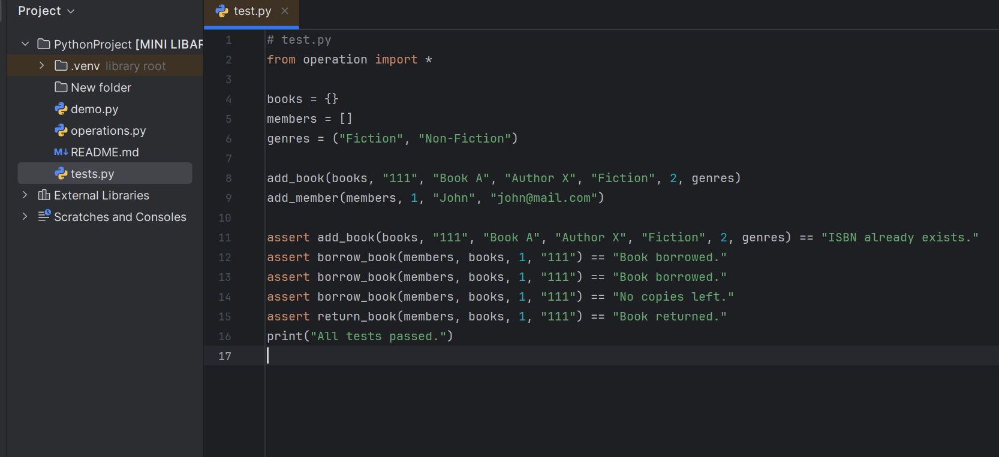 Project
test.py
PythonProject [MINI LIBAR
.venv library root
New folder
demo.py
operations.py
README.md
tests.py
External Libraries
Scratches and Consoles
1 # test.py
2 from operation import *
3
4 books = {}
5 members = []
6 genres = ("Fiction", "Non-Fiction")
7
8 add_book(books, "111", "Book A", "Author X", "Fiction", 2, genres)
9 add_member(members, 1, "John", "john@mail.com")
10
11 assert add_book(books, "111", "Book A", "Author X", "Fiction", 2, genres) == "ISBN already exists."
12 assert borrow_book(members, books, 1, "111") == "Book borrowed."
13 assert borrow_book(members, books, 1, "111") == "Book borrowed."
14 assert borrow_book(members, books, 1, "111") == "No copies left."
15 assert return_book(members, books, 1, "111") == "Book returned."
16 print("All tests passed.")
17